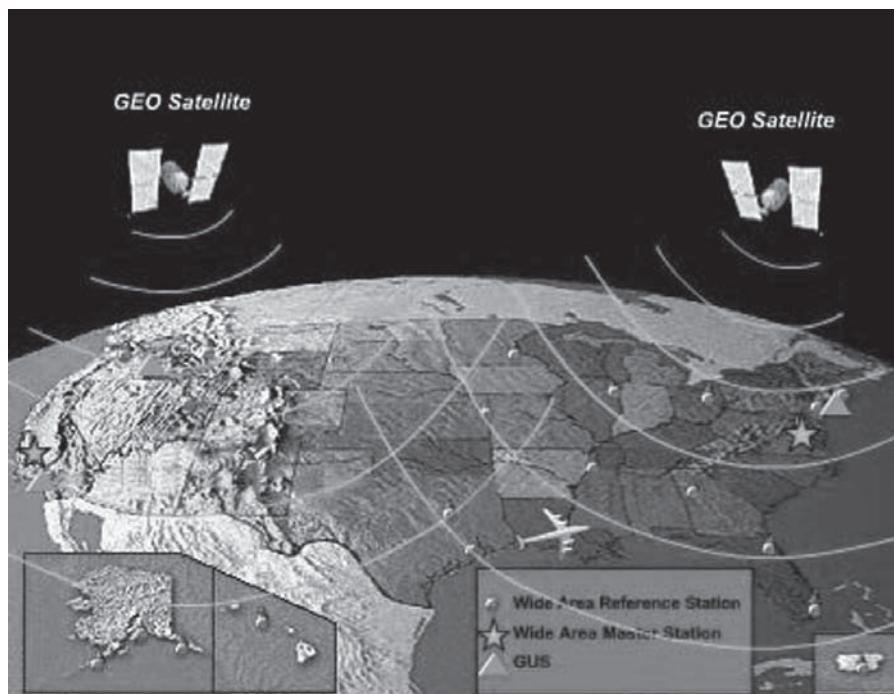 GEO Satellite
GEO Satellite
Wide Area Reference Station
Wide Area Master Station
GUS